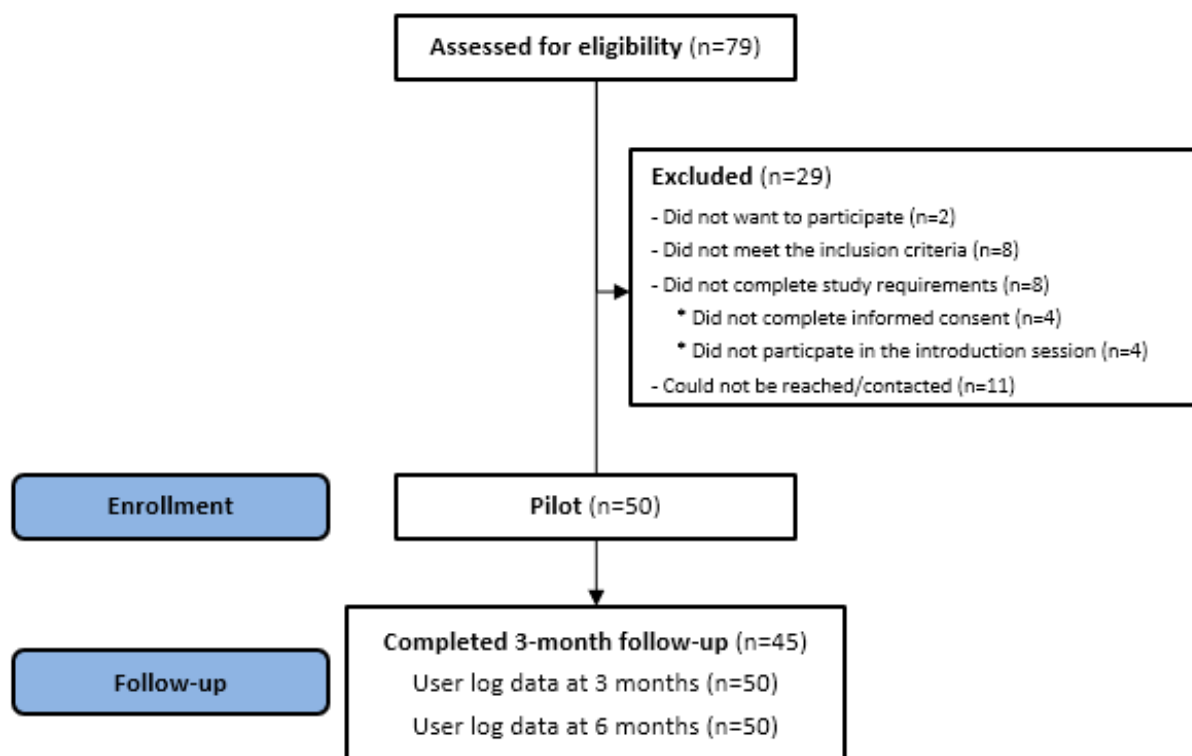 Assessed for eligibility (n=79)
Excluded (n=29)
- Did not want to participate (n=2)
- Did not meet the inclusion criteria (n=8)
- Did not complete study requirements (n=8)
* Did not complete informed consent (n=4)
* Did not particpate in the introduction session (n=4)
- Could not be reached/contacted (n=11)
Enrollment
Pilot (n=50)
Follow-up
Completed 3-month follow-up (n=45)
User log data at 3 months (n=50)
User log data at 6 months (n=50)